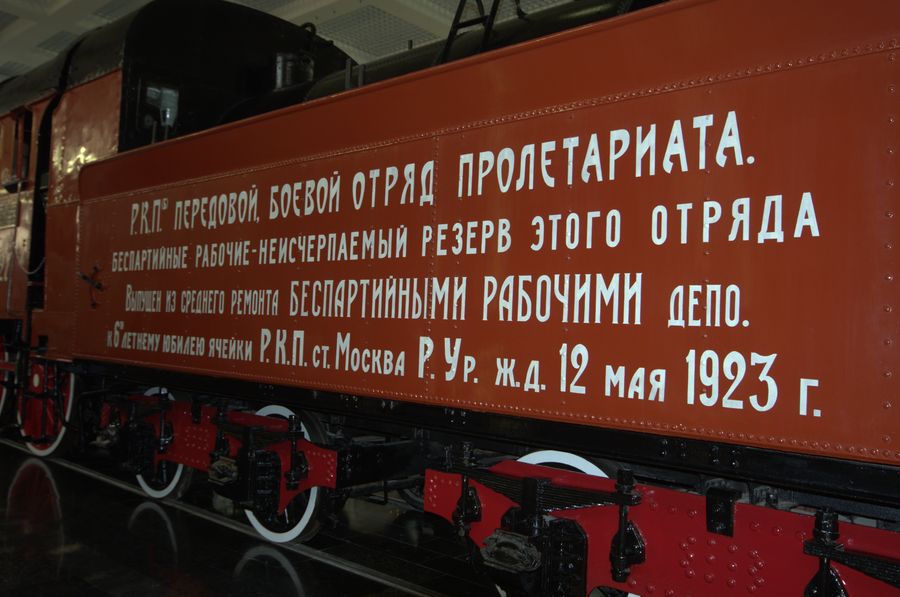 Р.К.П.ᵇ ПЕРЕДОВОЙ, БОЕВОЙ ОТРЯД ПРОЛЕТАРИАТА.
БЕСПАРТИЙНЫЕ РАБОЧИЕ-НЕИСЧЕРПАЕМЫЙ РЕЗЕРВ ЭТОГО ОТРЯДА
ВЫПУЩЕН ИЗ СРЕДНЕГО РЕМОНТА БЕСПАРТИЙНЫМИ РАБОЧИМИ ДЕПО.
К 6ТИ ЛЕТНЕМУ ЮБИЛЕЮ ЯЧЕЙКИ Р.К.П. СТ. МОСКВА Р. УР. Ж.Д. 12 МАЯ 1923 Г.